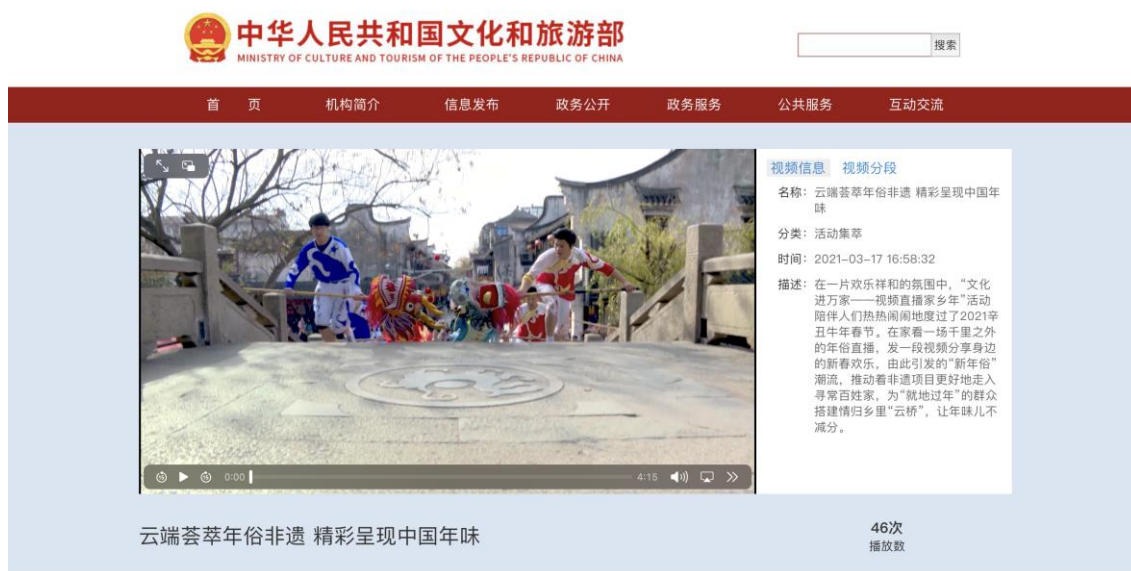 中华人民共和国文化和旅游部
MINISTRY OF CULTURE AND TOURISM OF THE PEOPLE'S REPUBLIC OF CHINA
搜索
首 页 机构简介 信息发布 政务公开 政务服务 公共服务 互动交流
视频信息 视频分段
名称：云端荟萃年俗非遗 精彩呈现中国年
味
分类：活动集萃
时间：2021-03-17 16:58:32
描述：在一片欢乐祥和的氛围中，“文化
进万家——视频直播家乡年”活动
陪伴人们热热闹闹地度过了2021辛
丑牛年春节。在家看一场千里之外
的年俗直播，发一段视频分享身边
的新春欢乐，由此引发的“新年俗”
潮流，推动着非遗项目更好地走入
寻常百姓家，为“就地过年”的群众
搭建情归乡里“云桥”，让年味儿不
减分。
0:00 4:15
云端荟萃年俗非遗 精彩呈现中国年味
46次
播放数